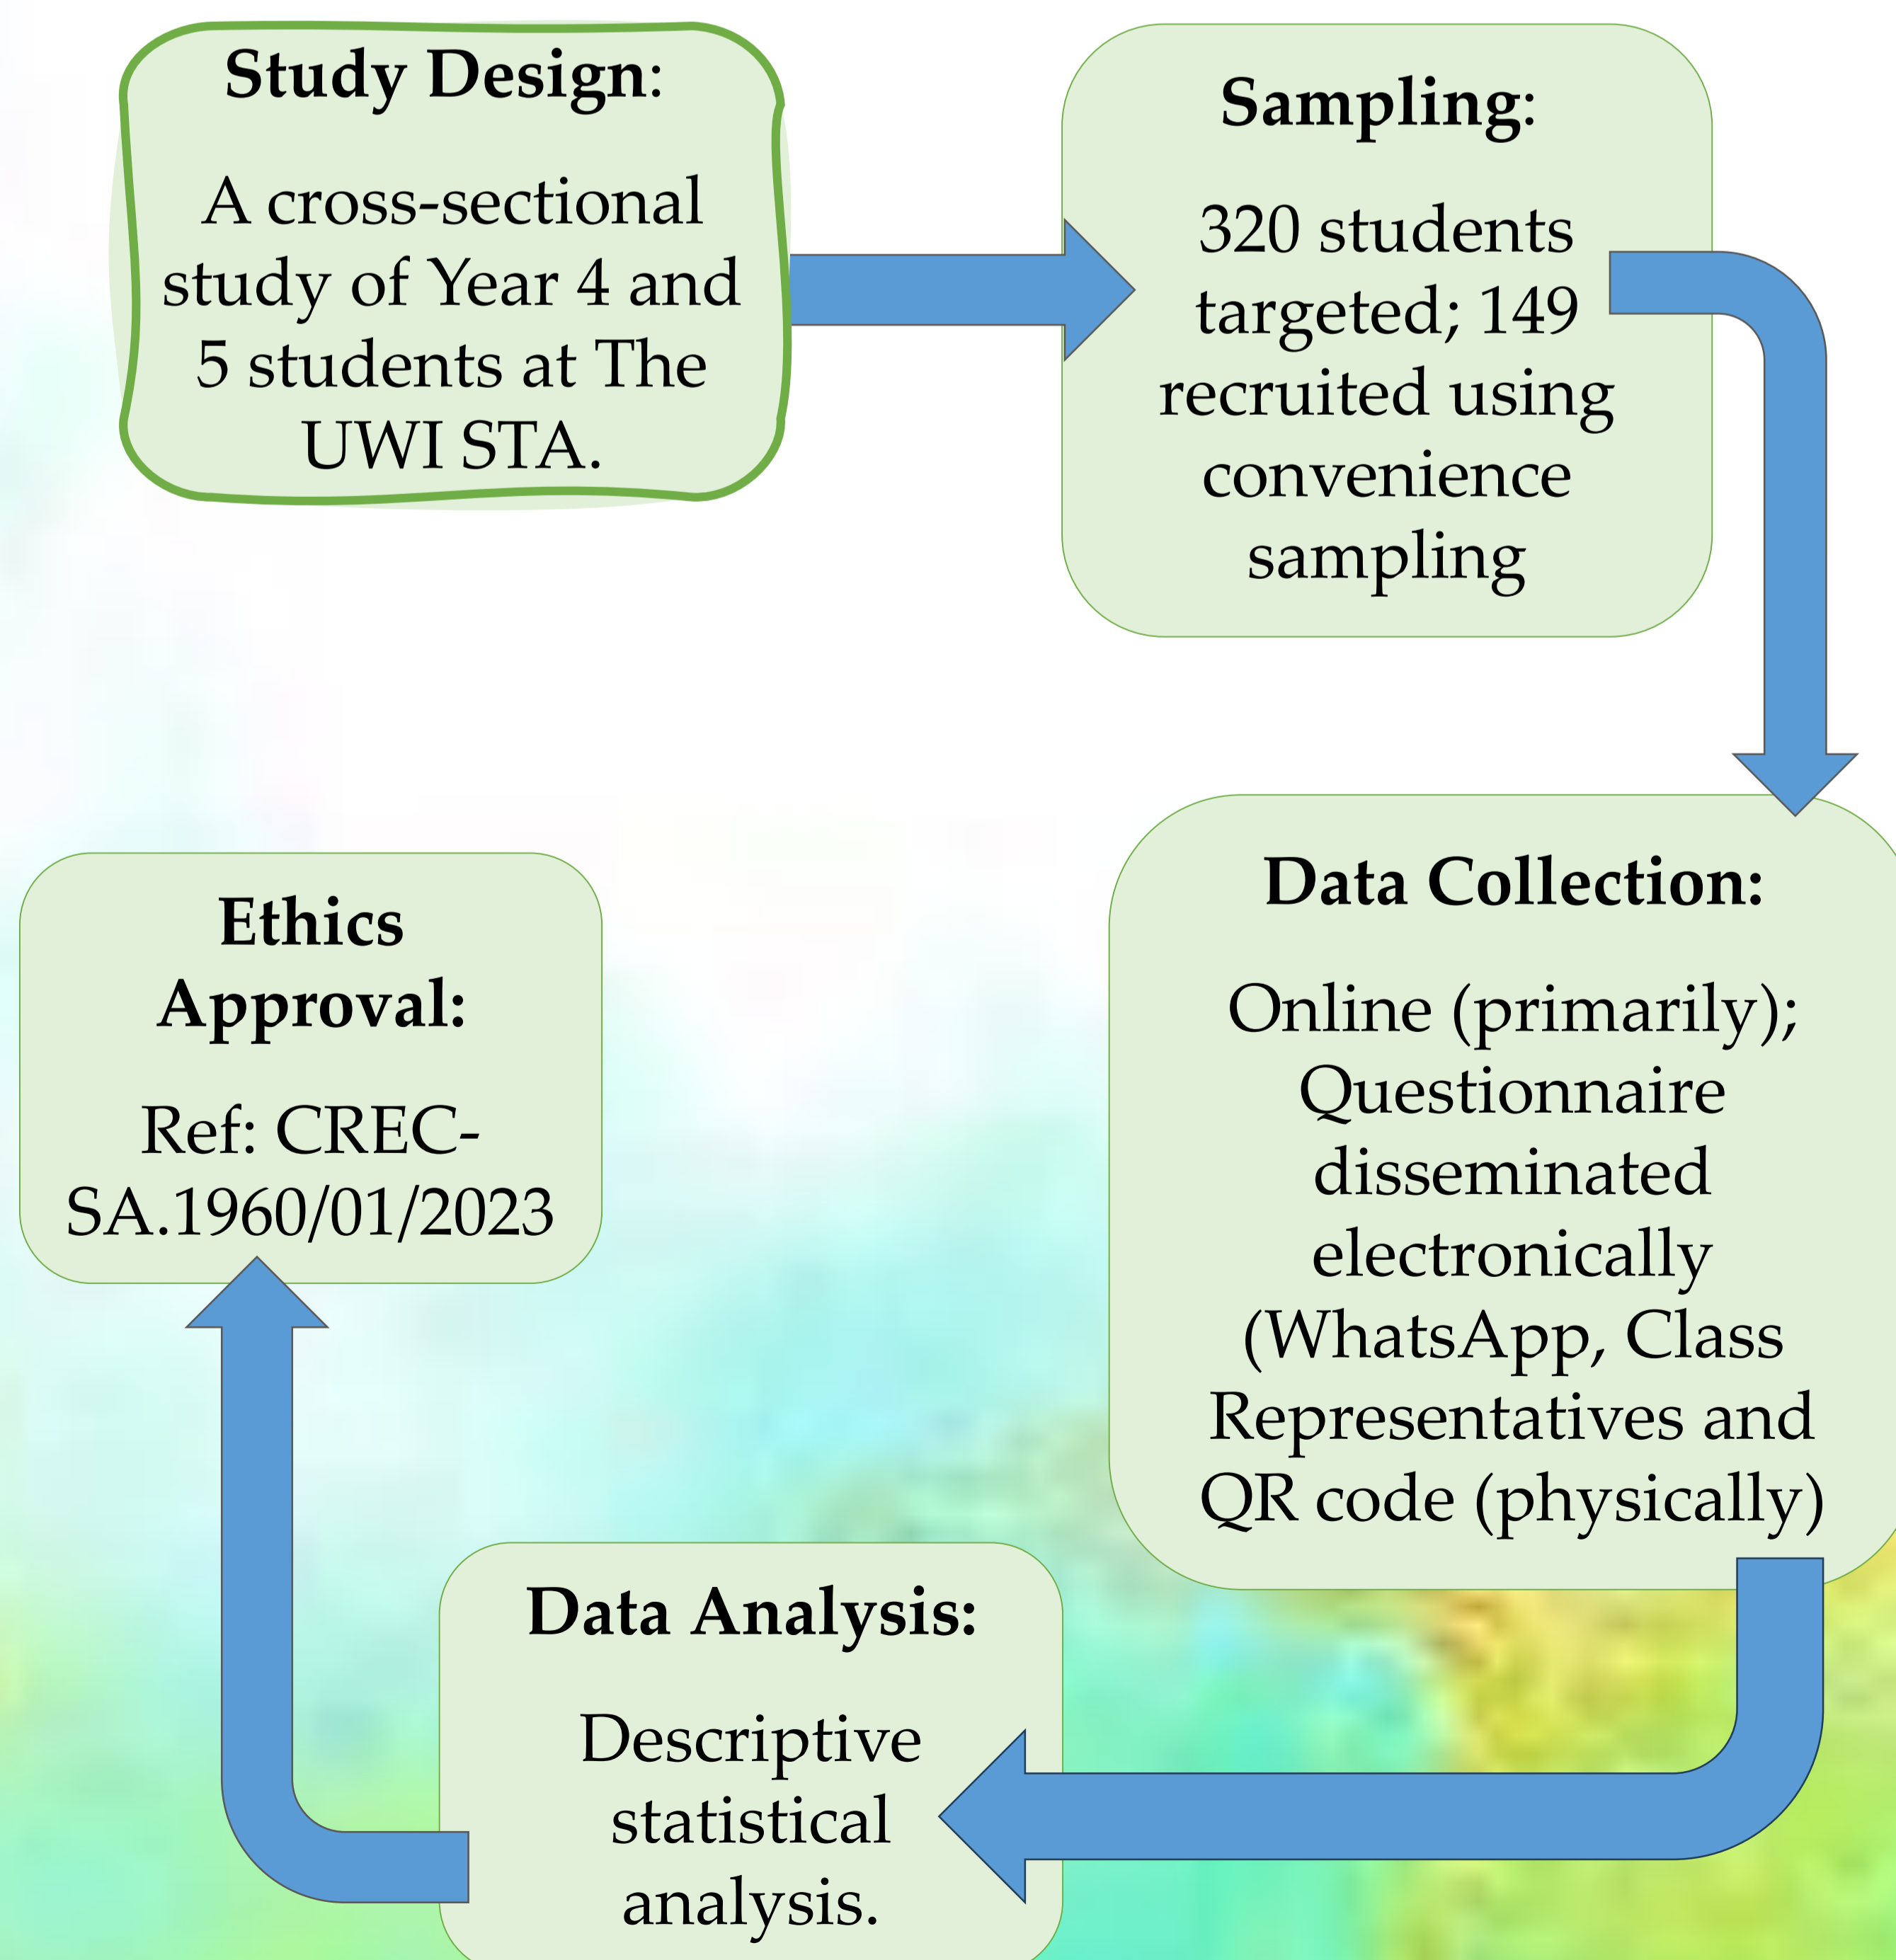 Study Design:
A cross-sectional
study of Year 4 and
5 students at The
UWI STA.
Sampling:
320 students
targeted; 149
recruited using
convenience
sampling
Data Collection:
Online (primarily);
Questionnaire
disseminated
electronically
(WhatsApp, Class
Representatives and
QR code (physically)
Data Analysis:
Descriptive
statistical
analysis.
Ethics
Approval:
Ref: CREC-
SA.1960/01/2023